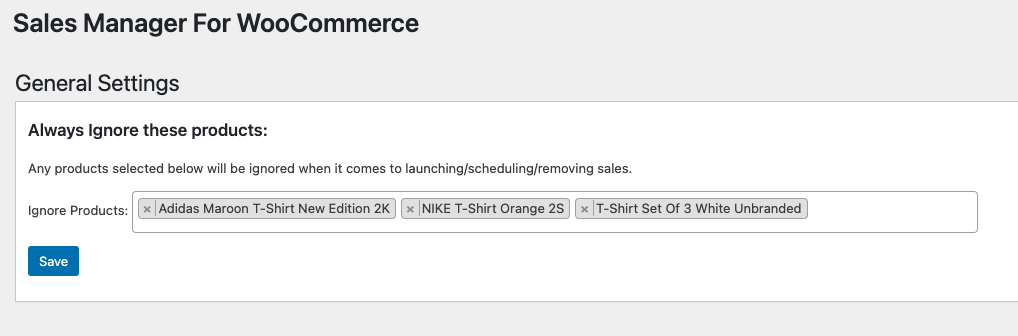 Sales Manager For WooCommerce
General Settings
Always Ignore these products:
Any products selected below will be ignored when it comes to launching/scheduling/removing sales.
Ignore Products: × Adidas Maroon T-Shirt New Edition 2K × NIKE T-Shirt Orange 2S × T-Shirt Set Of 3 White Unbranded
Save